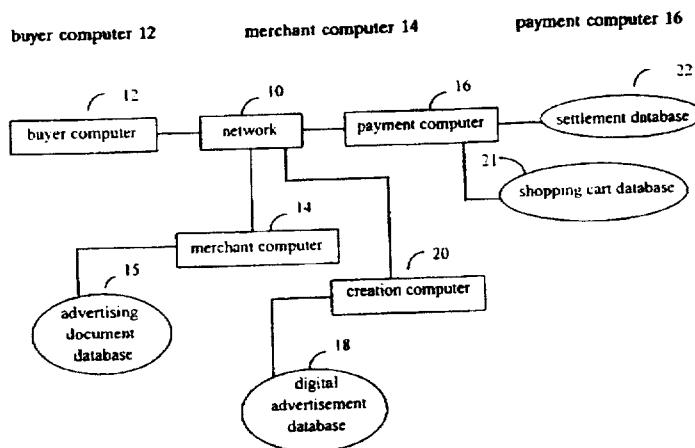 buyer computer 12 merchant computer 14 payment computer 16
12 10 16 22
buyer computer network payment computer settlement database
21
shopping cart database
14
merchant computer
20
15
creation computer
advertising
document
database
18
digital
advertisement
database